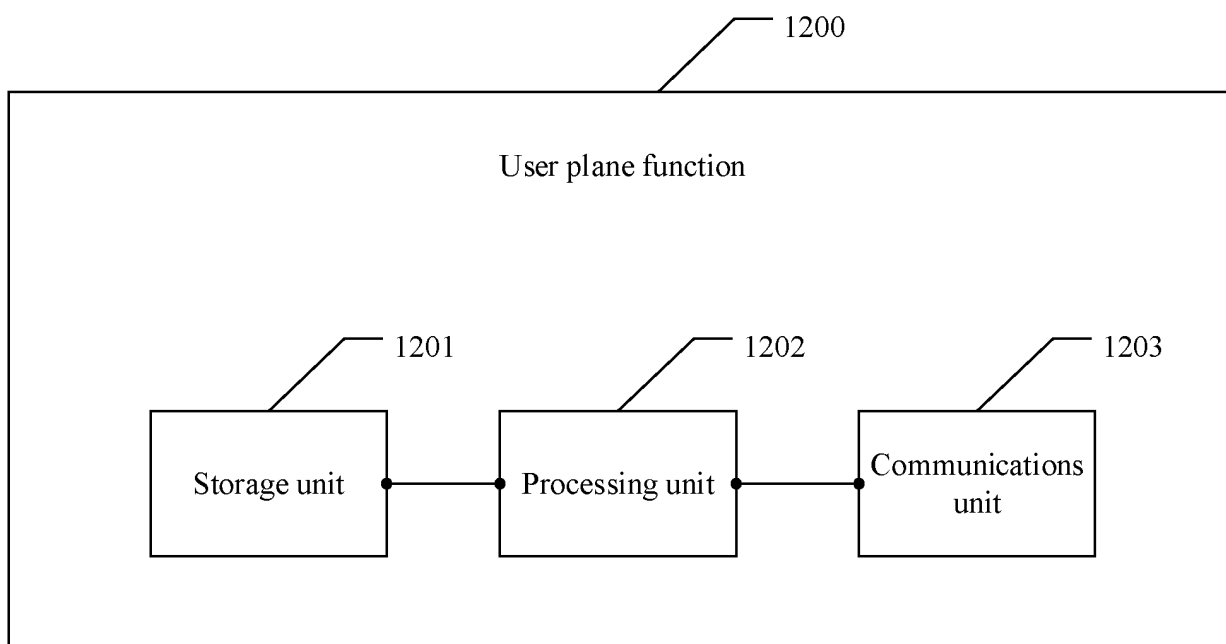 1200
User plane function
1201
1202
1203
Storage unit
Processing unit
Communications
unit